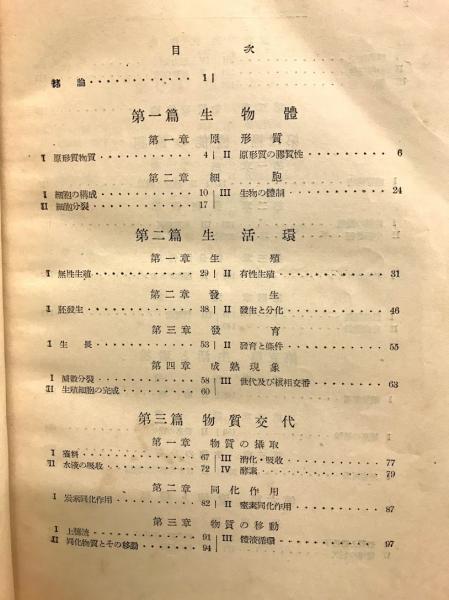 目次
緒論 1
第一篇 生物體
第一章 原形質
I 原形質物質 4 II 原形質の膠質性 6
第二章 細胞
I 細胞の構成 10 III 生物の體制 24
II 細胞分裂 17
第二篇 生活環
第一章 生殖
I 無性生殖 29 II 有性生殖 31
第二章 發生
I 胚發生 38 II 發生と分化 46
第三章 發育
I 生長 53 II 發育と條件 55
第四章 成熟現象
I 減數分裂 58 III 世代及び核相交番 63
II 生殖細胞の完成 60
第三篇 物質交代
第一章 物質の攝取
I 養料 67 III 消化・吸收 77
II 水液の吸收 72 IV 酵素 79
第二章 同化作用
I 炭素同化作用 82 II 窒素同化作用 87
第三章 物質の移動
I 上騰流 91 III 體液循環 97
II 同化物質とその移動 94